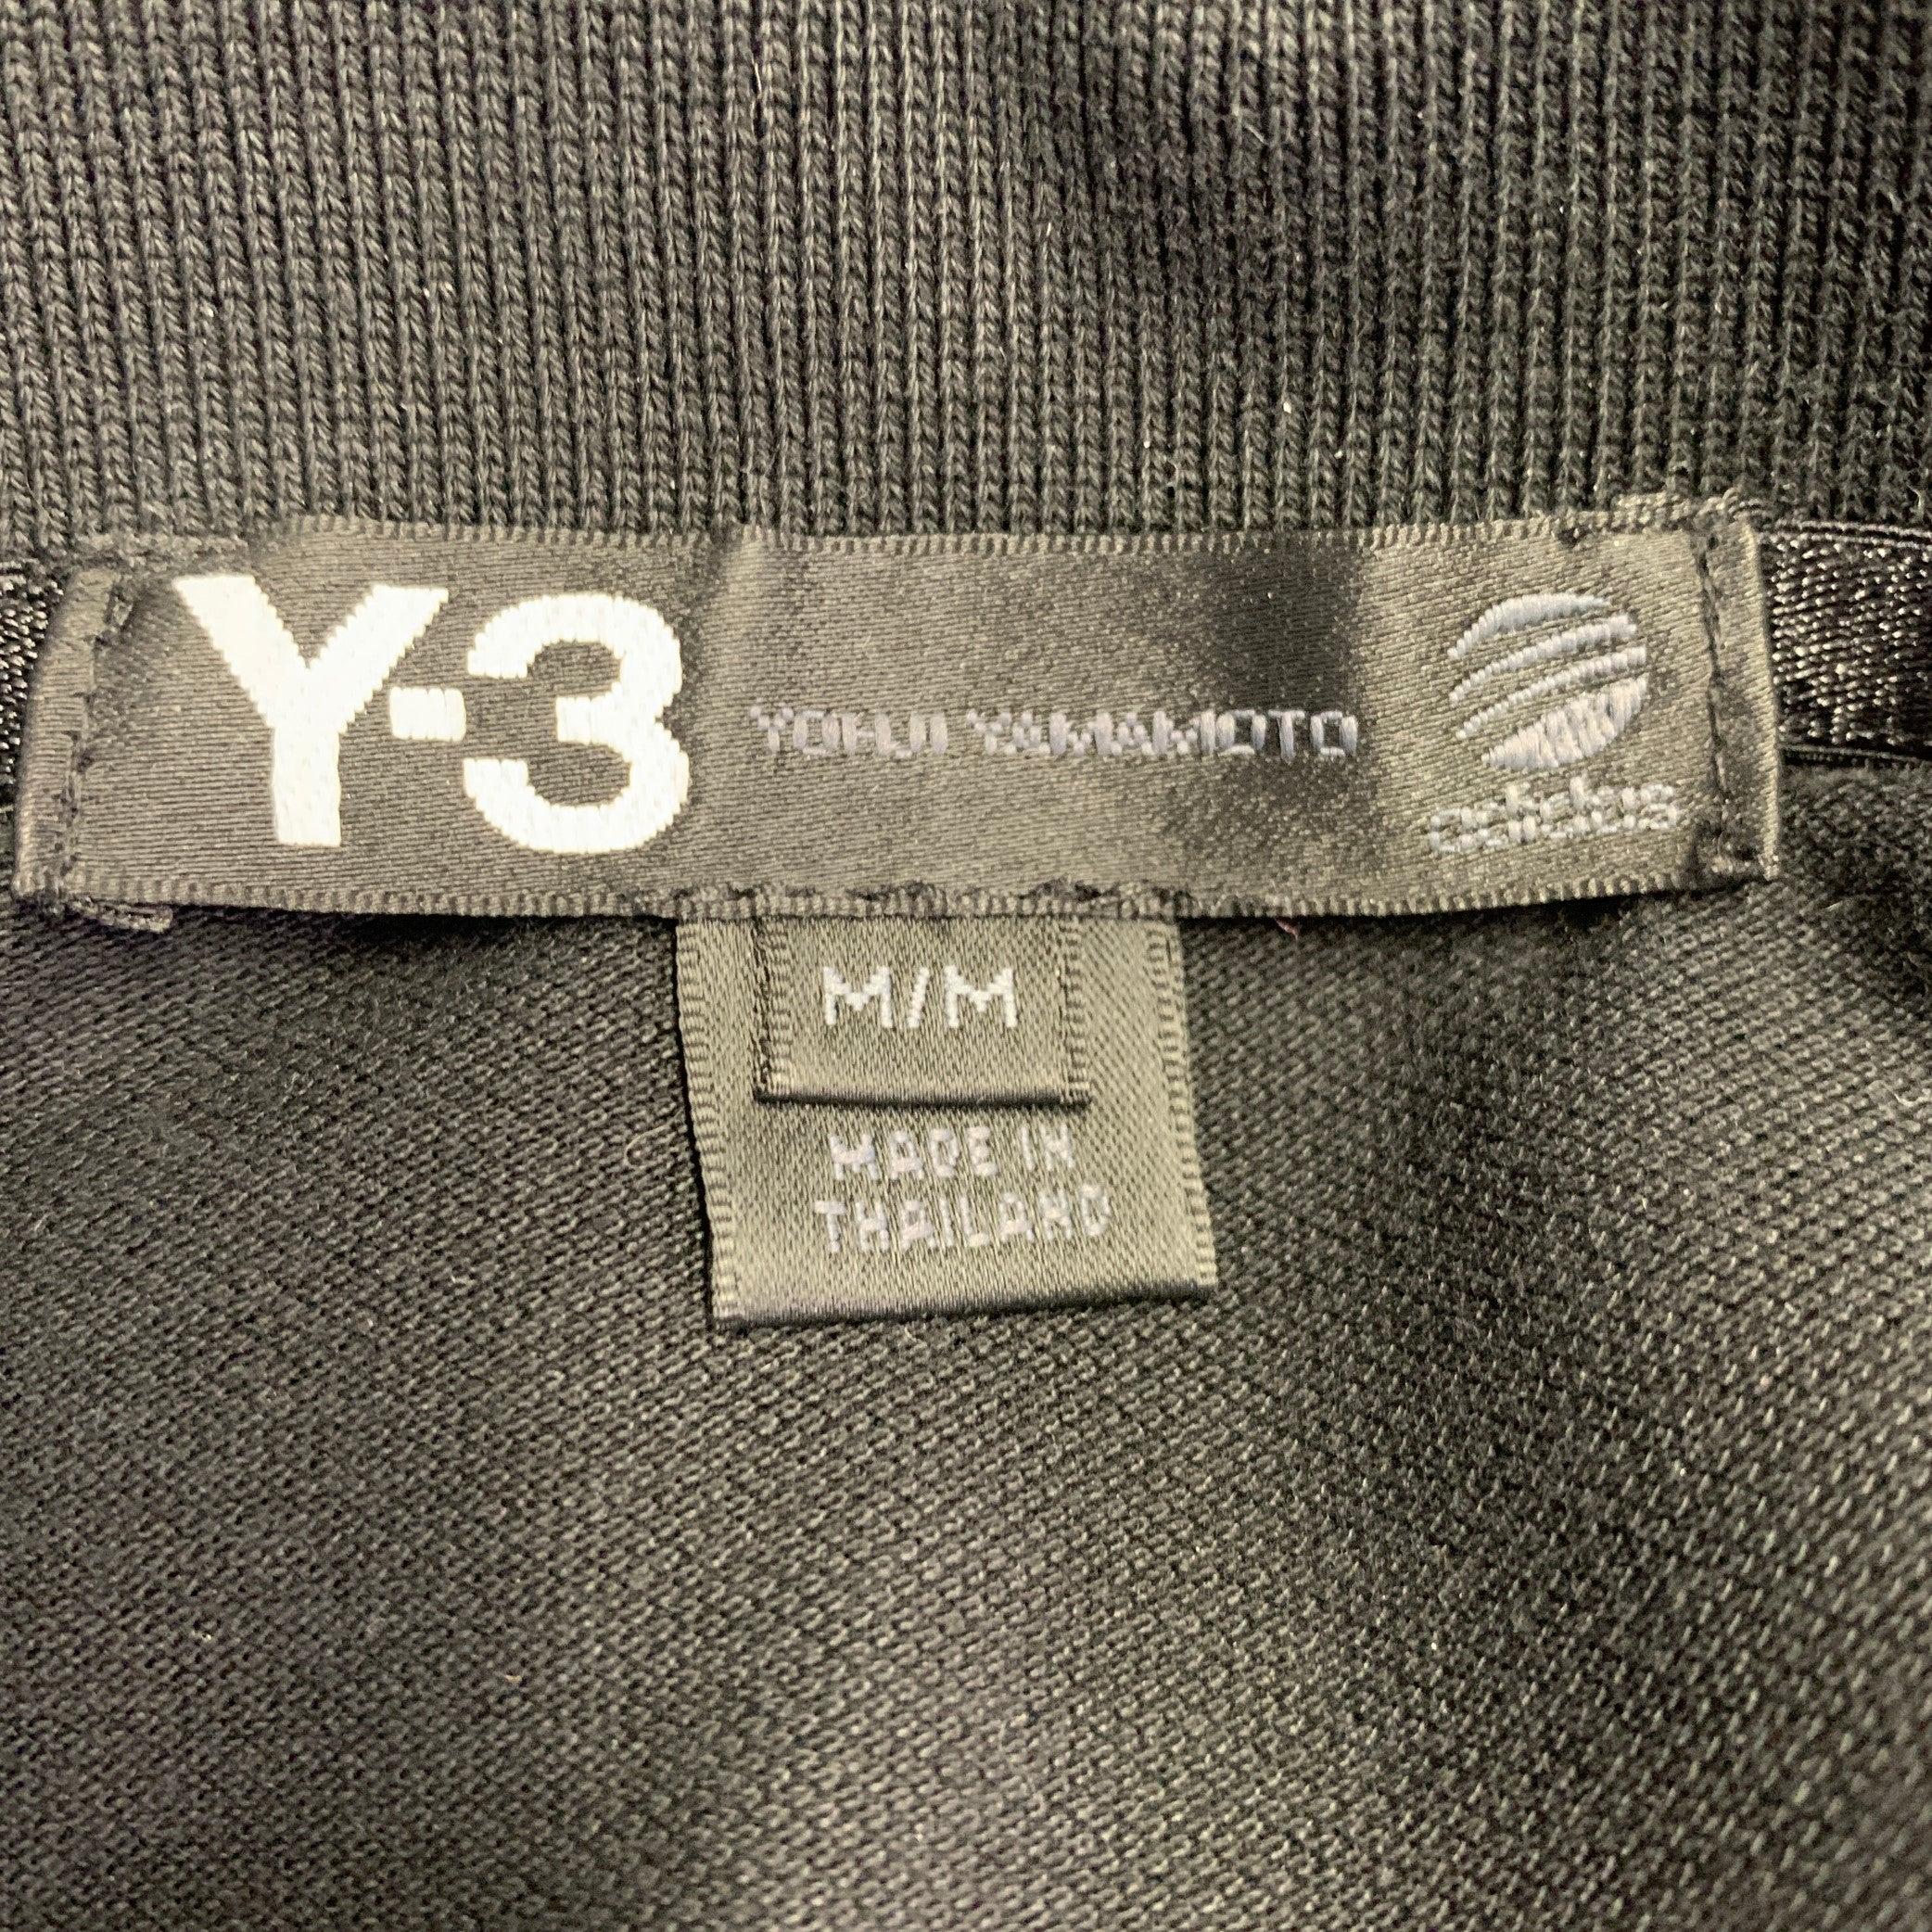 Y-3 YOHJI YAMAMOTO
adidas
M/M
MADE IN
THAILAND